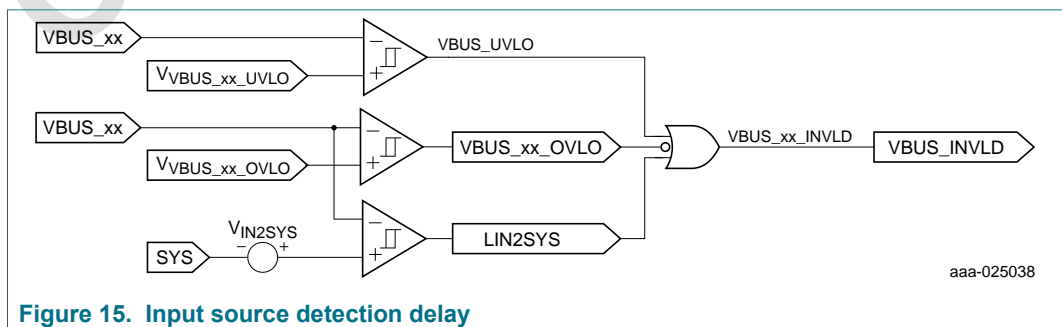 VBUS_xx
VBUS_UVLO
VVBUS_xx_UVLO
VBUS_xx
VBUS_xx_OVLO
VBUS_xx_INVLD
VBUS_INVLD
VVBUS_xx_OVLO
VIN2SYS
LIN2SYS
SYS
- +
- +
- +
- +
aaa-025038
Figure 15. Input source detection delay